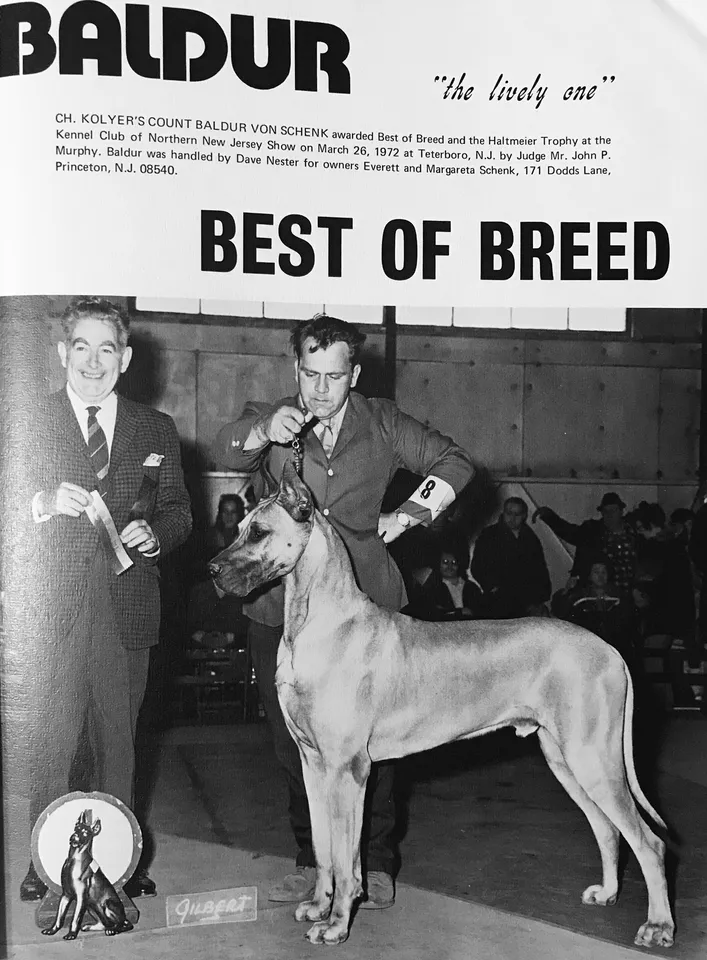 BALDUR
"the lively one"
CH. KOLYER'S COUNT BALDUR VON SCHENK awarded Best of Breed and the Haltmeier Trophy at the
Kennel Club of Northern New Jersey Show on March 26, 1972 at Teterboro, N.J. by Judge Mr. John P.
Murphy. Baldur was handled by Dave Nester for owners Everett and Margareta Schenk, 171 Dodds Lane,
Princeton, N.J. 08540.
BEST OF BREED
8
GILBERT